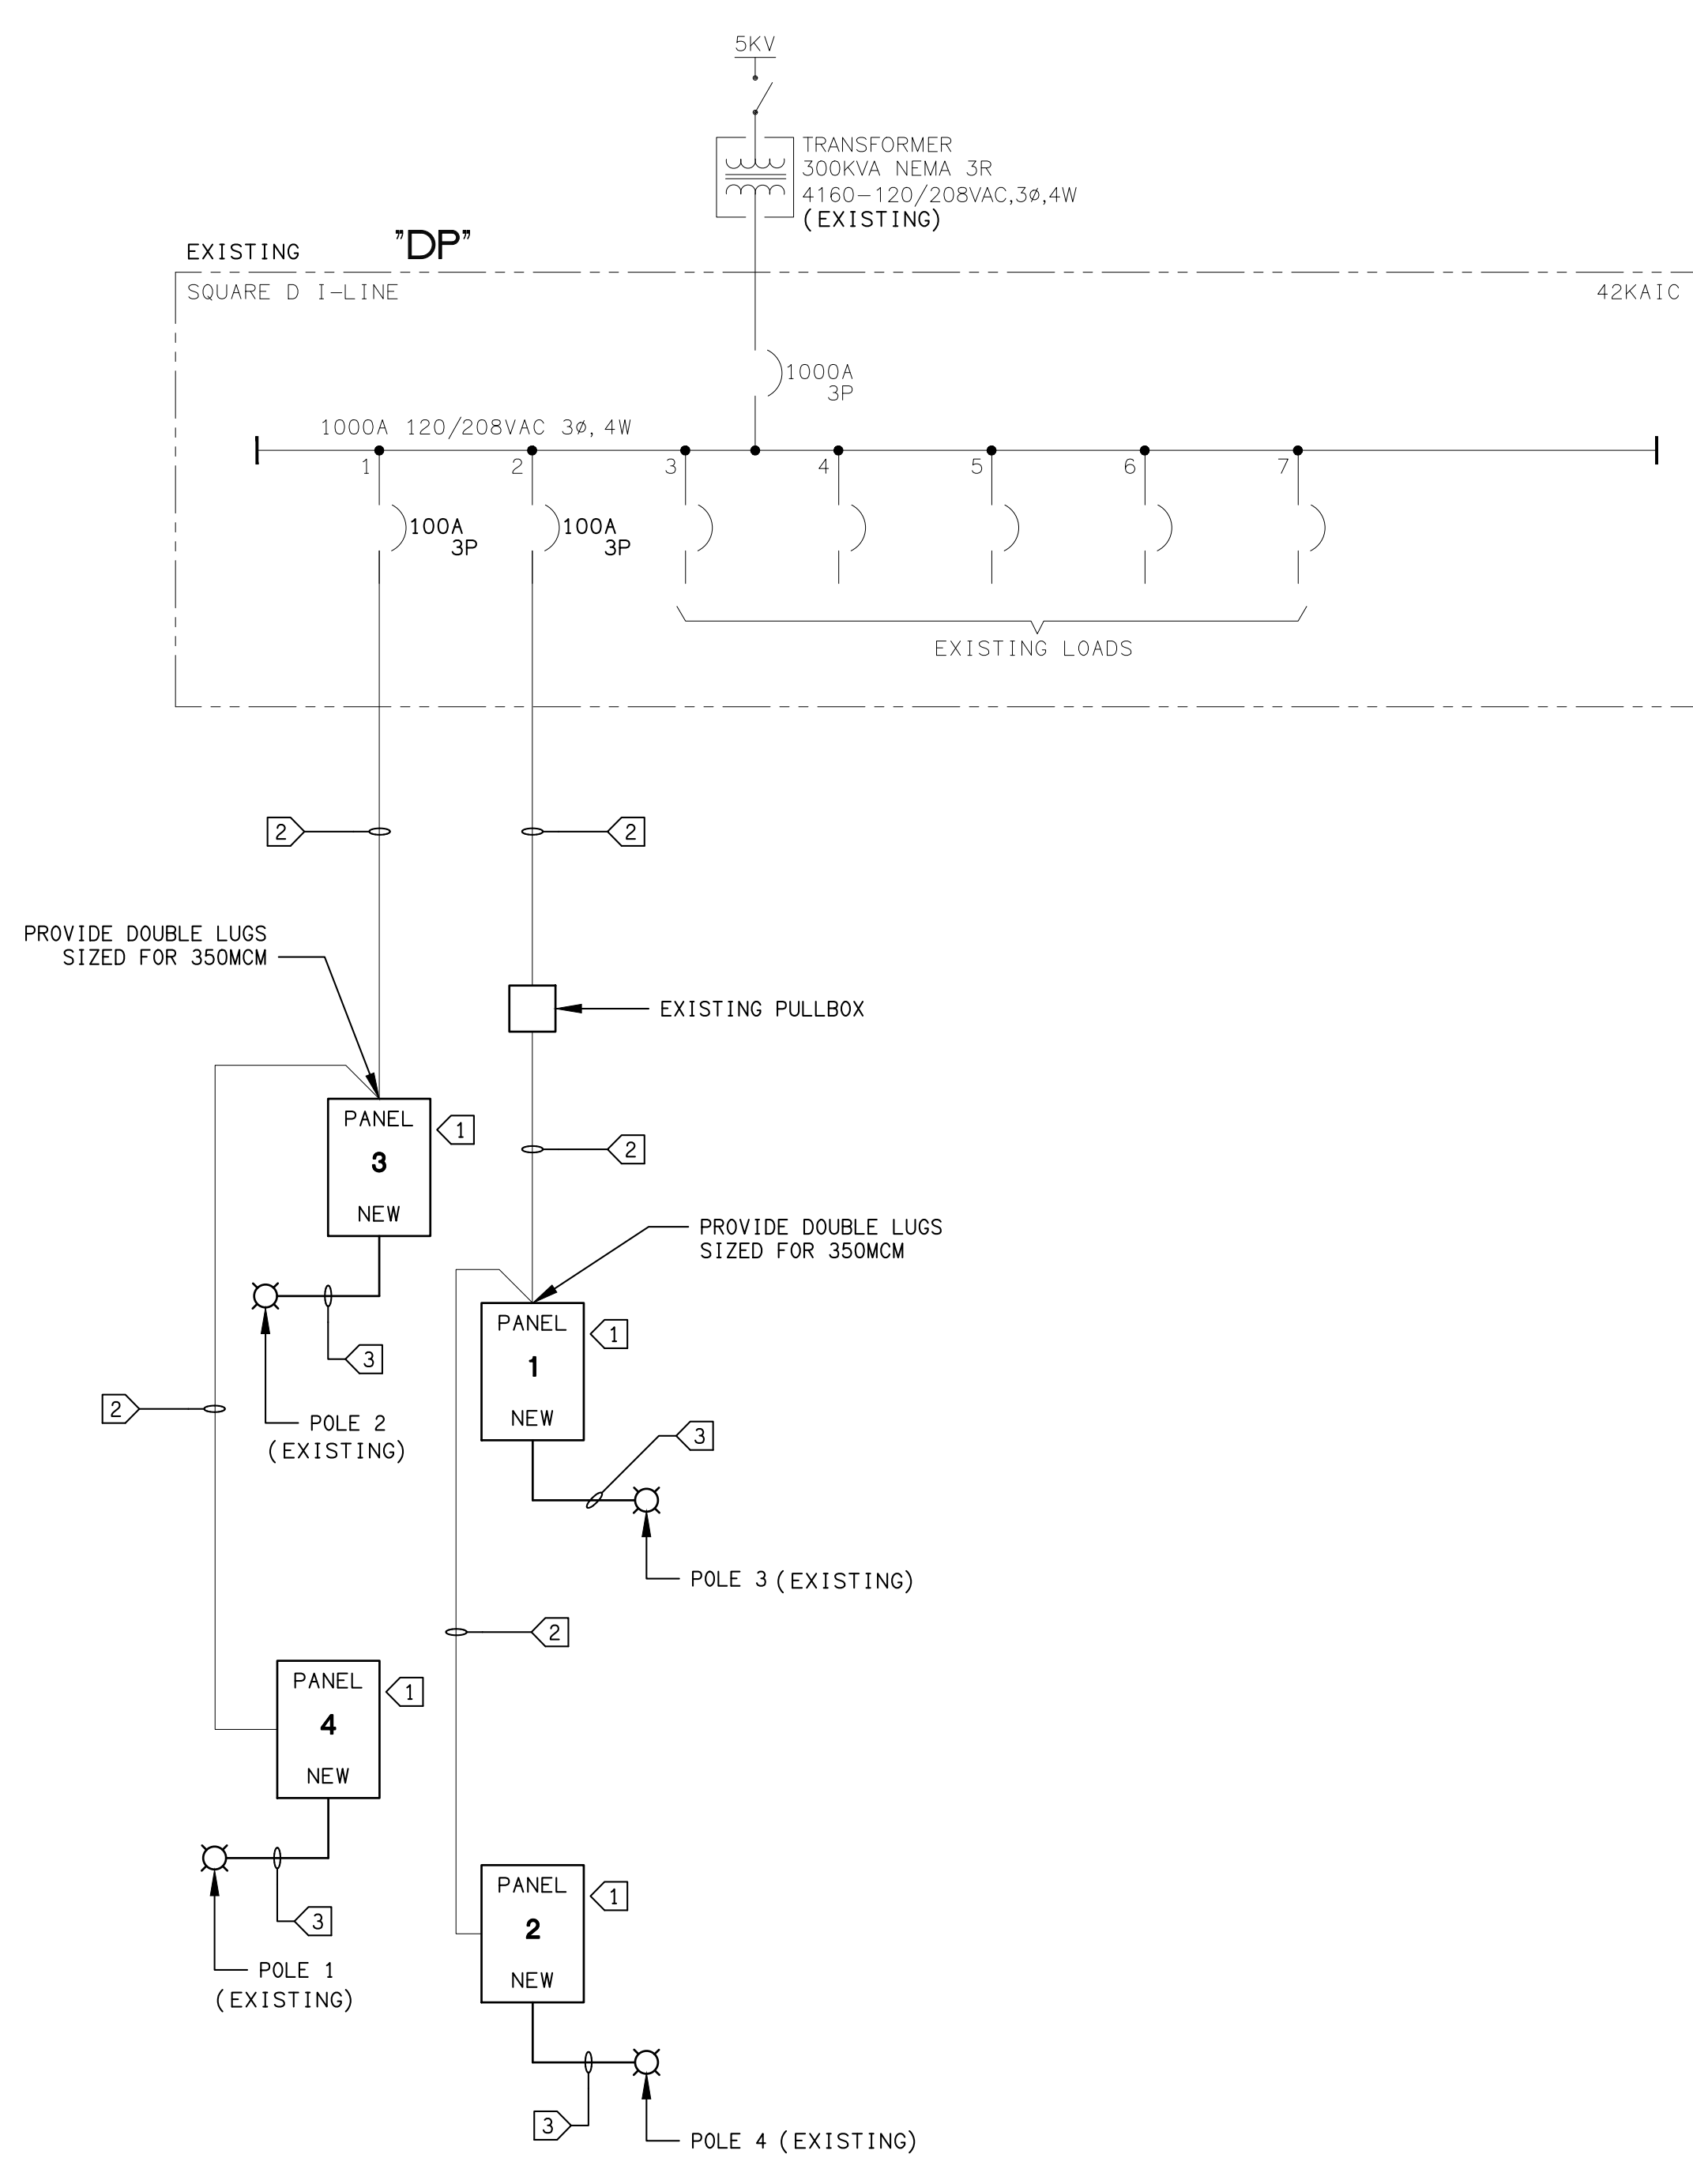 5KV
TRANSFORMER
300KVA NEMA 3R
4160-120/208VAC,3ø,4W
(EXISTING)
EXISTING "DP"
SQUARE D I-LINE 42KAIC
1000A
3P
1000A 120/208VAC 3ø,4W
1 2 3 4 5 6 7
100A
3P
100A
3P
EXISTING LOADS
2
2
PROVIDE DOUBLE LUGS
SIZED FOR 350MCM
EXISTING PULLBOX
PANEL
3
NEW
1
2
PROVIDE DOUBLE LUGS
SIZED FOR 350MCM
PANEL
1
NEW
1
3
2
POLE 2
(EXISTING)
3
POLE 3 (EXISTING)
2
PANEL
4
NEW
1
3
POLE 1
(EXISTING)
PANEL
2
NEW
1
3
POLE 4 (EXISTING)